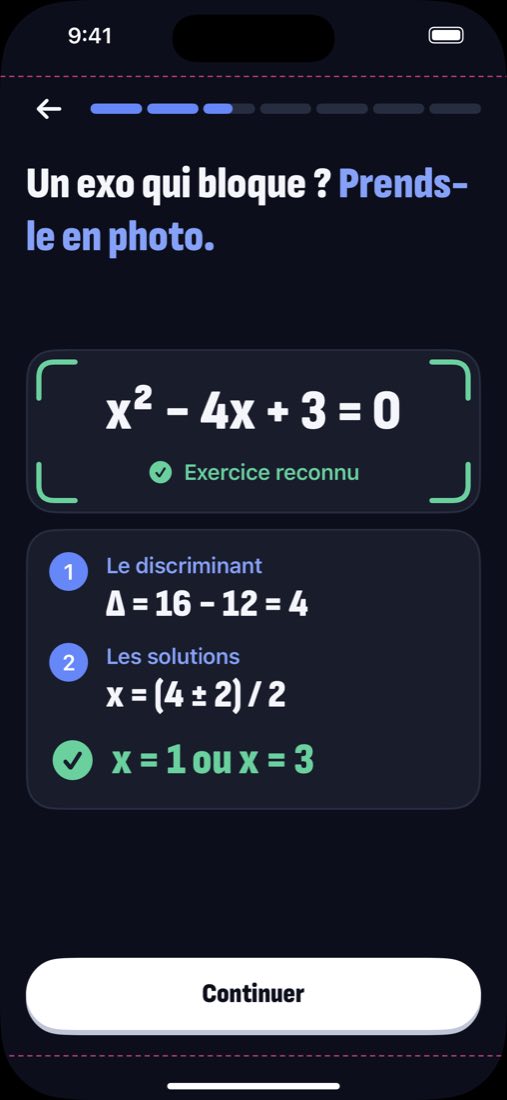 9:41
Un exo qui bloque ? Prends-
le en photo.
x² – 4x + 3 = 0
Exercice reconnu
1 Le discriminant
Δ = 16 – 12 = 4
2 Les solutions
x = (4 ± 2) / 2
x = 1 ou x = 3
Continuer